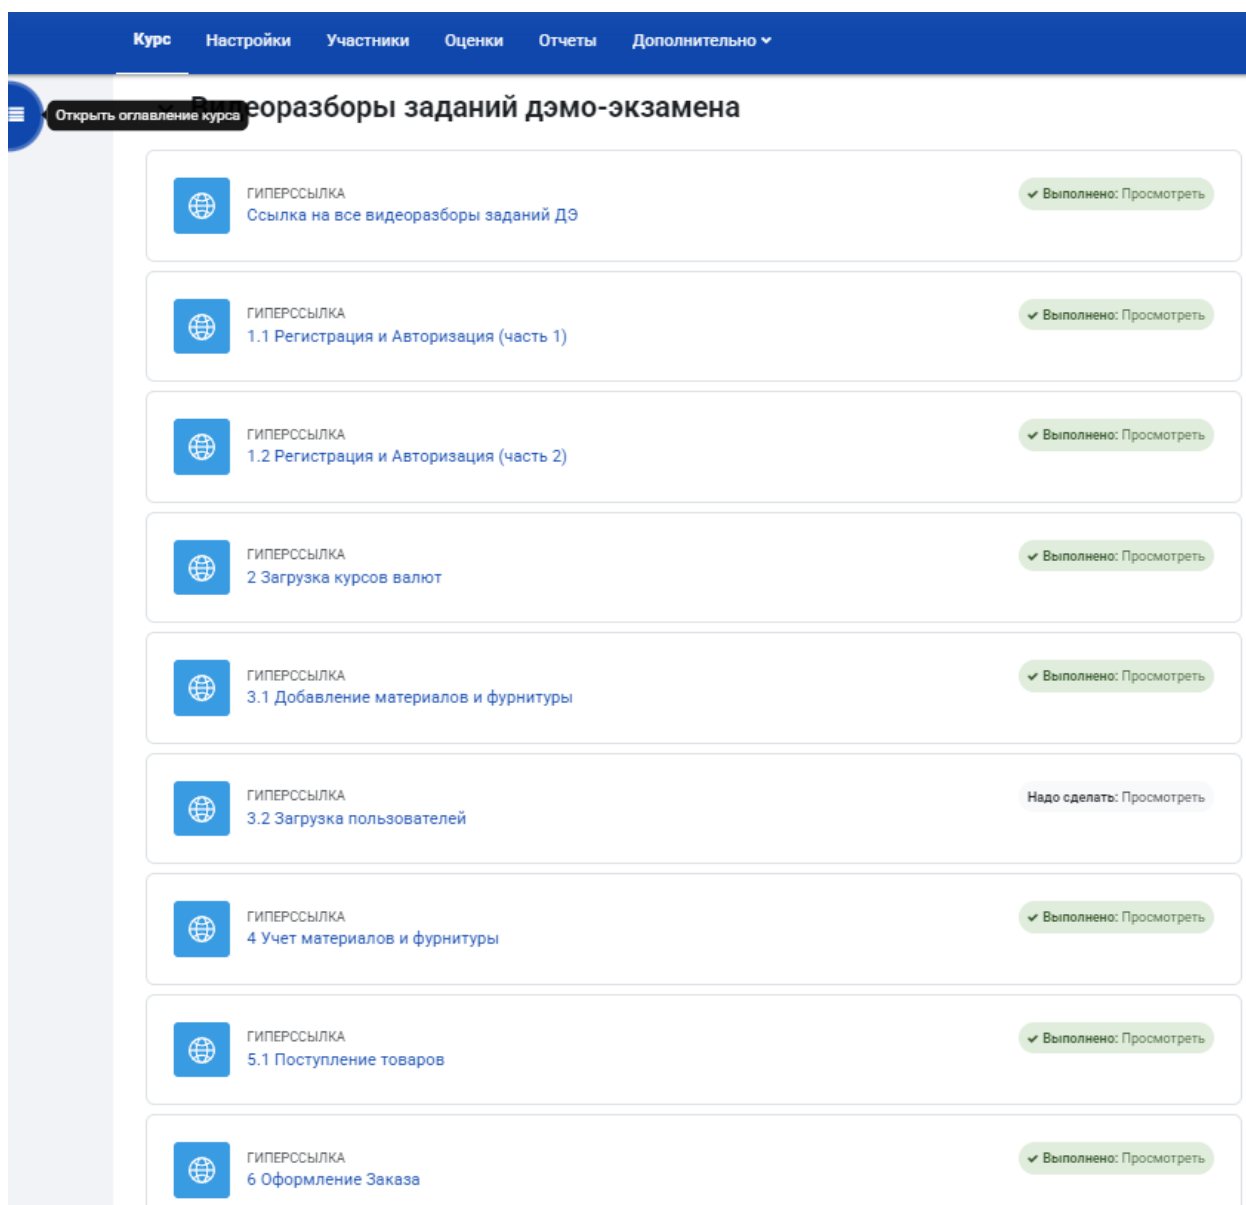 Курс Настройки Участники Оценки Отчеты Дополнительно
Открыть оглавление курса
еоразборы заданий дэмо-экзамена
ГИПЕРССЫЛКА
Ссылка на все видеоразборы заданий ДЭ
Выполнено: Просмотреть
ГИПЕРССЫЛКА
1.1 Регистрация и Авторизация (часть 1)
Выполнено: Просмотреть
ГИПЕРССЫЛКА
1.2 Регистрация и Авторизация (часть 2)
Выполнено: Просмотреть
ГИПЕРССЫЛКА
2 Загрузка курсов валют
Выполнено: Просмотреть
ГИПЕРССЫЛКА
3.1 Добавление материалов и фурнитуры
Выполнено: Просмотреть
ГИПЕРССЫЛКА
3.2 Загрузка пользователей
Надо сделать: Просмотреть
ГИПЕРССЫЛКА
4 Учет материалов и фурнитуры
Выполнено: Просмотреть
ГИПЕРССЫЛКА
5.1 Поступление товаров
Выполнено: Просмотреть
ГИПЕРССЫЛКА
6 Оформление Заказа
Выполнено: Просмотреть